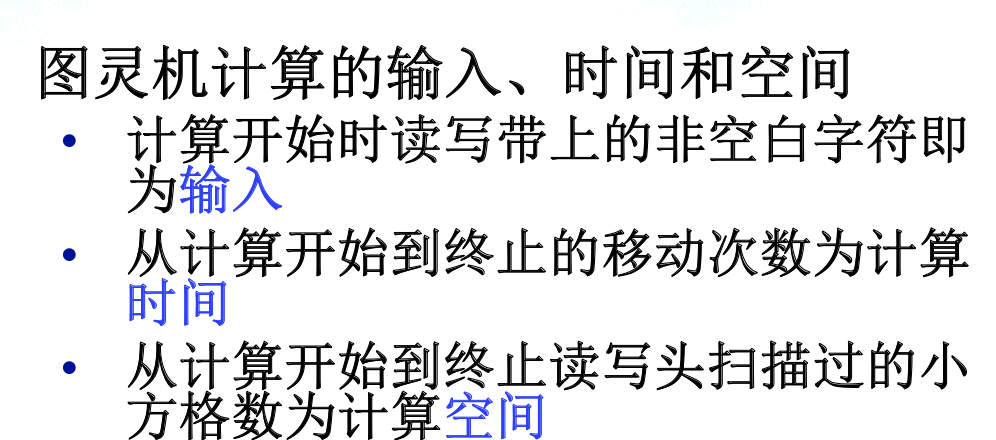 图灵机计算的输入、时间和空间
• 计算开始时读写带上的非空白字符即
为输入
• 从计算开始到终止的移动次数为计算
时间
• 从计算开始到终止读写头扫描过的小
方格数为计算空间